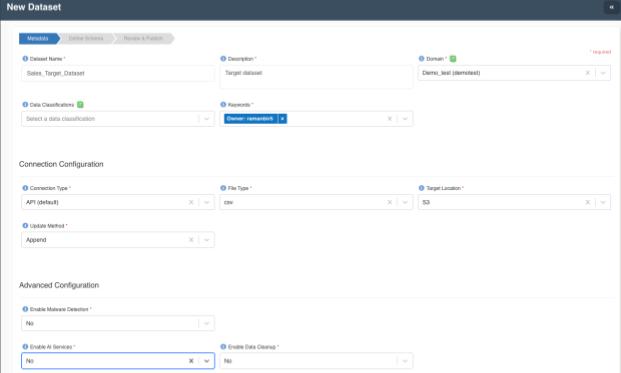 New Dataset
«
Metadata Define Schema Review & Publish
* required
Dataset Name * Description * Domain *
Sales_Target_Dataset Target dataset Demo_test (demotest)
Data Classifications Keywords *
Select a data classification Owner: ramanbir5 ×
Connection Configuration
Connection Type * File Type * Target Location *
API (default) csv S3
Update Method *
Append
Advanced Configuration
Enable Malware Detection *
No
Enable AI Services * Enable Data Cleanup *
No No